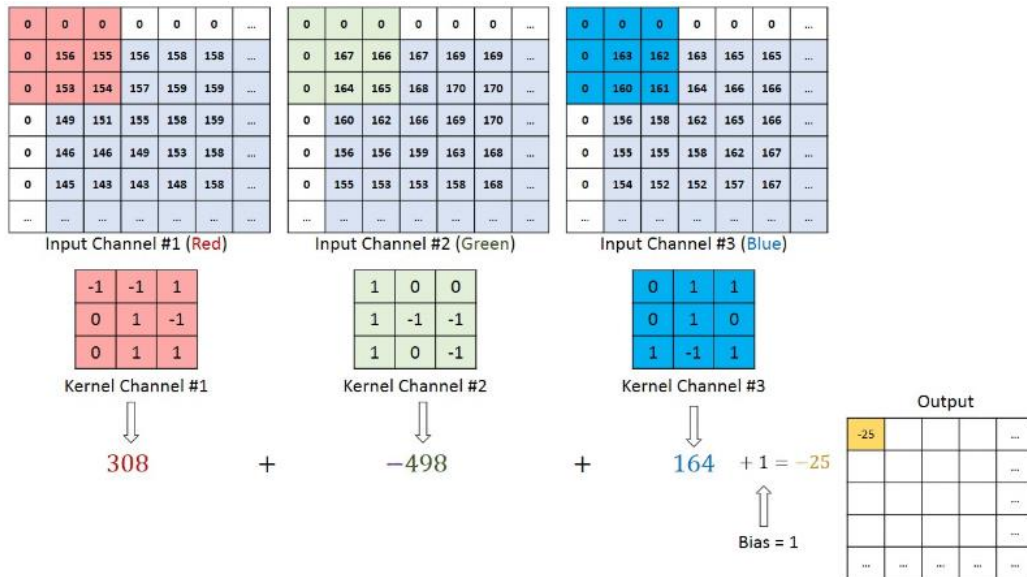 0 0 0 0 0 0 ... 0 0 0 0 0 0 ... 0 0 0 0 0 0 ...
0 156 155 156 158 158 ... 0 167 166 167 169 169 ... 0 163 162 163 165 165 ...
0 153 154 157 159 159 ... 0 164 165 168 170 170 ... 0 160 161 164 166 166 ...
0 149 151 155 158 159 ... 0 160 162 166 169 170 ... 0 156 158 162 165 166 ...
0 146 146 149 153 158 ... 0 156 156 159 163 168 ... 0 155 155 158 162 167 ...
0 145 143 143 148 158 ... 0 155 153 153 158 168 ... 0 154 152 152 157 167 ...
... ... ... ... ... ... ... ... ... ... ... ... ... ... ... ... ... ... ... ... ...
Input Channel #1 (Red) Input Channel #2 (Green) Input Channel #3 (Blue)
-1 -1 1 1 0 0 0 1 1
0 1 -1 1 -1 -1 0 1 0
0 1 1 1 0 -1 1 -1 1
Kernel Channel #1 Kernel Channel #2 Kernel Channel #3
308 + −498 + 164 + 1 = −25
Bias = 1
Output
-25 ...
...
...
...
... ... ... ... ...